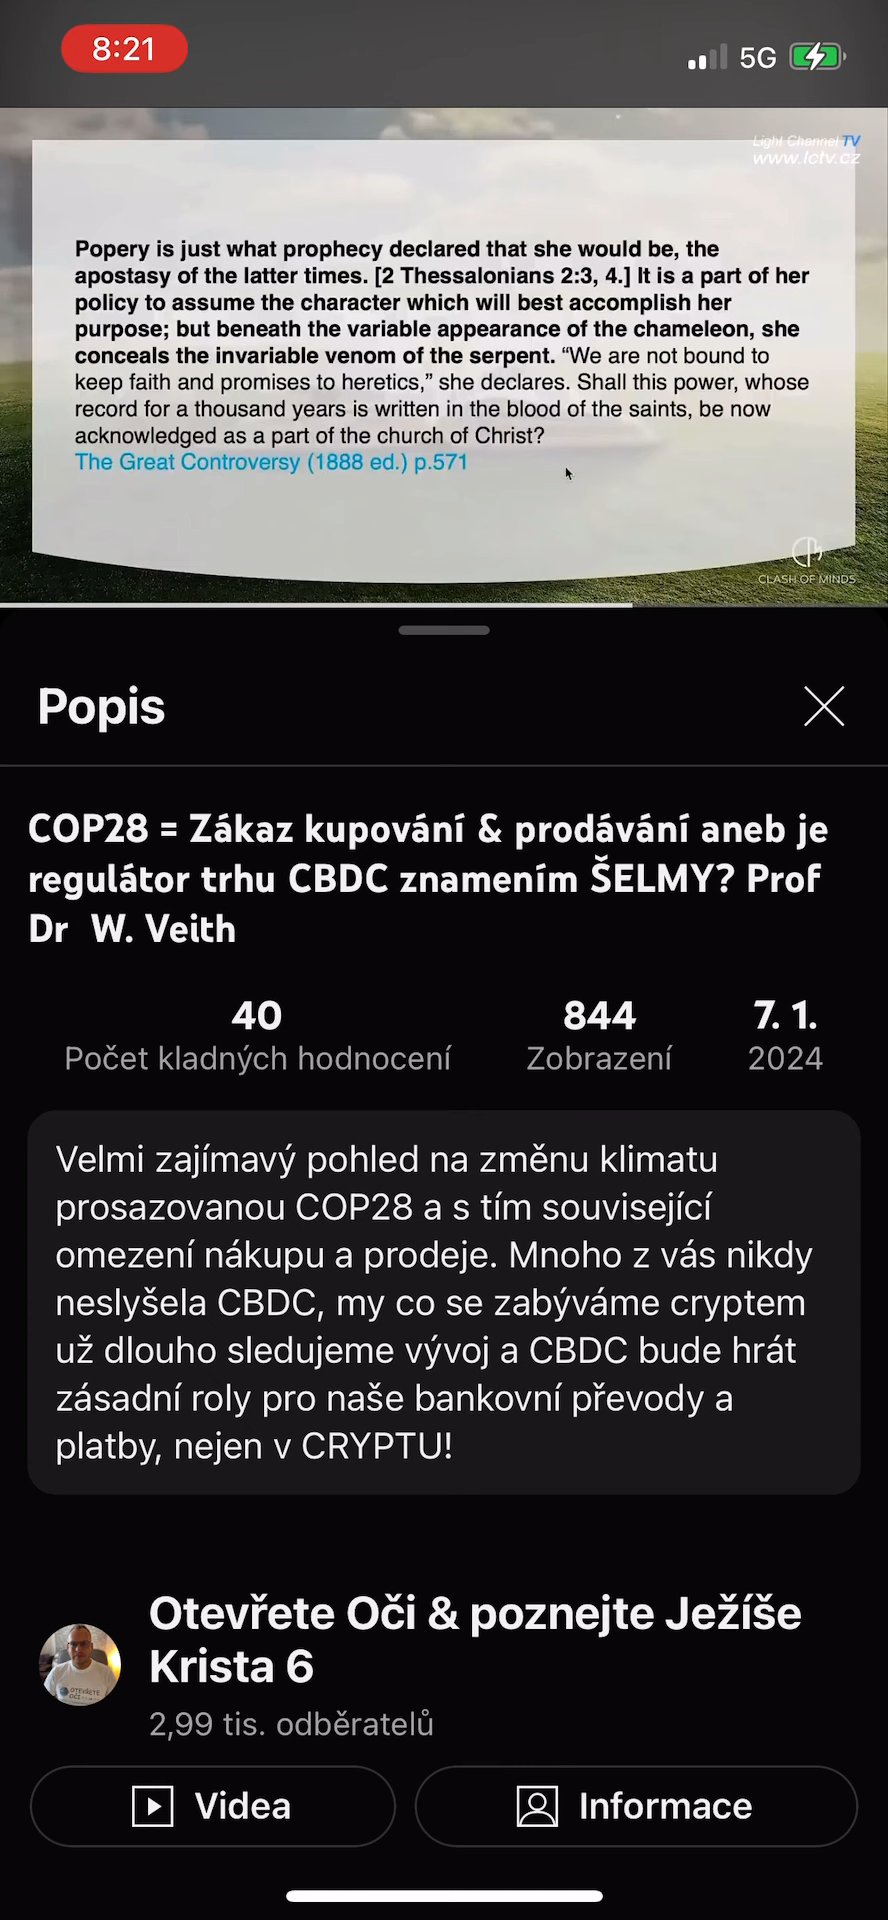 8:21
5G
Light Channel TV
www.lctv.cz
Popery is just what prophecy declared that she would be, the
apostasy of the latter times. [2 Thessalonians 2:3, 4.] It is a part of her
policy to assume the character which will best accomplish her
purpose; but beneath the variable appearance of the chameleon, she
conceals the invariable venom of the serpent. “We are not bound to
keep faith and promises to heretics,” she declares. Shall this power, whose
record for a thousand years is written in the blood of the saints, be now
acknowledged as a part of the church of Christ?
The Great Controversy (1888 ed.) p.571
CLASH OF MINDS
Popis
COP28 = Zákaz kupování & prodávání aneb je
regulátor trhu CBDC znamením ŠELMY? Prof
Dr W. Veith
40 844 7. 1.
Počet kladných hodnocení Zobrazení 2024
Velmi zajímavý pohled na změnu klimatu
prosazovanou COP28 a s tím související
omezení nákupu a prodeje. Mnoho z vás nikdy
neslyšela CBDC, my co se zabýváme cryptem
už dlouho sledujeme vývoj a CBDC bude hrát
zásadní roly pro naše bankovní převody a
platby, nejen v CRYPTU!
Otevřete Oči & poznejte Ježíše
Krista 6
OTEVŘETE
OČI
2,99 tis. odběratelů
Videa Informace